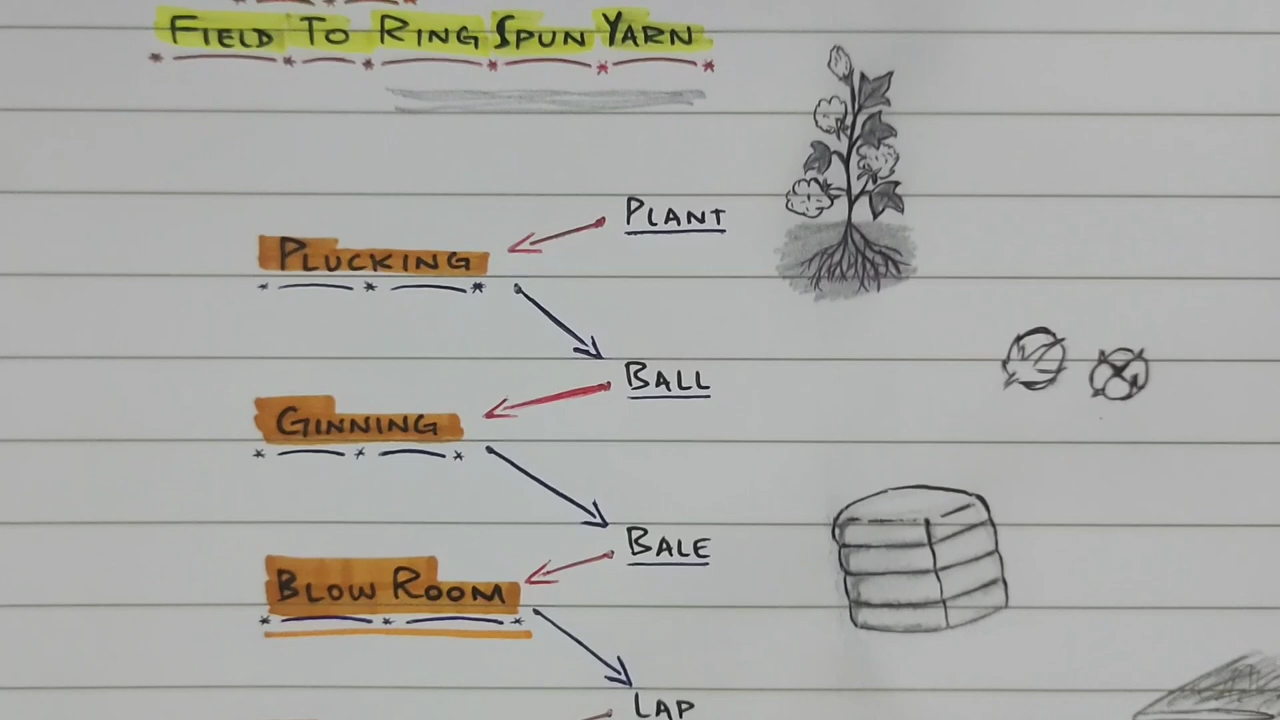 FIELD TO RING SPUN YARN
PLANT
PLUCKING
BALL
GINNING
BALE
BLOW ROOM
LAP